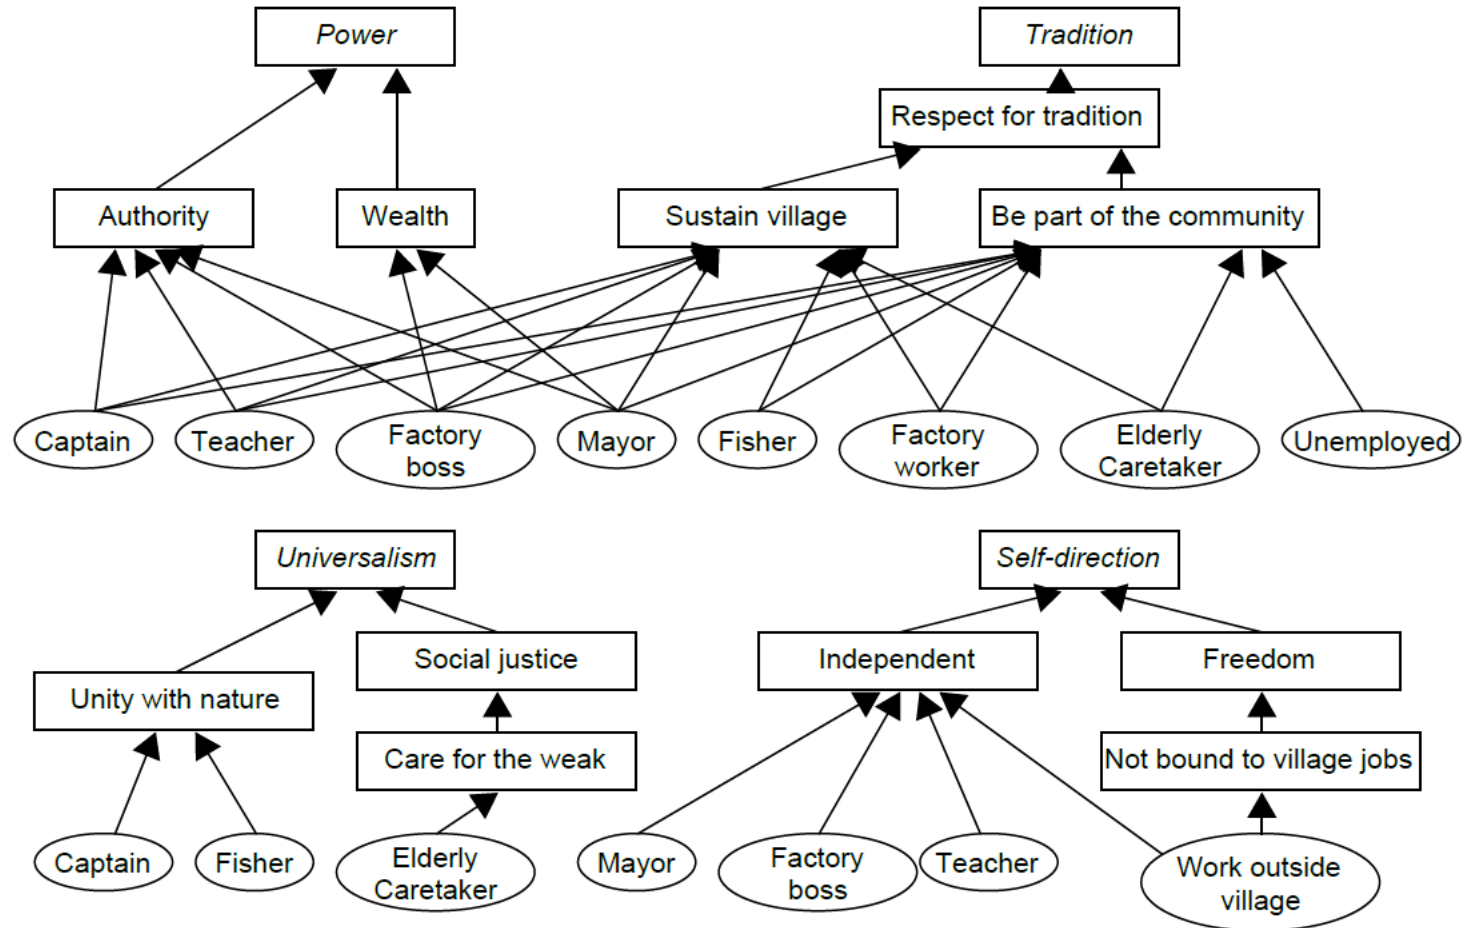 Power
Tradition
Respect for tradition
Authority
Wealth
Sustain village
Be part of the community
Captain
Teacher
Factory
boss
Mayor
Fisher
Factory
worker
Elderly
Caretaker
Unemployed
Universalism
Self-direction
Social justice
Independent
Freedom
Unity with nature
Care for the weak
Not bound to village jobs
Captain
Fisher
Elderly
Caretaker
Mayor
Factory
boss
Teacher
Work outside
village